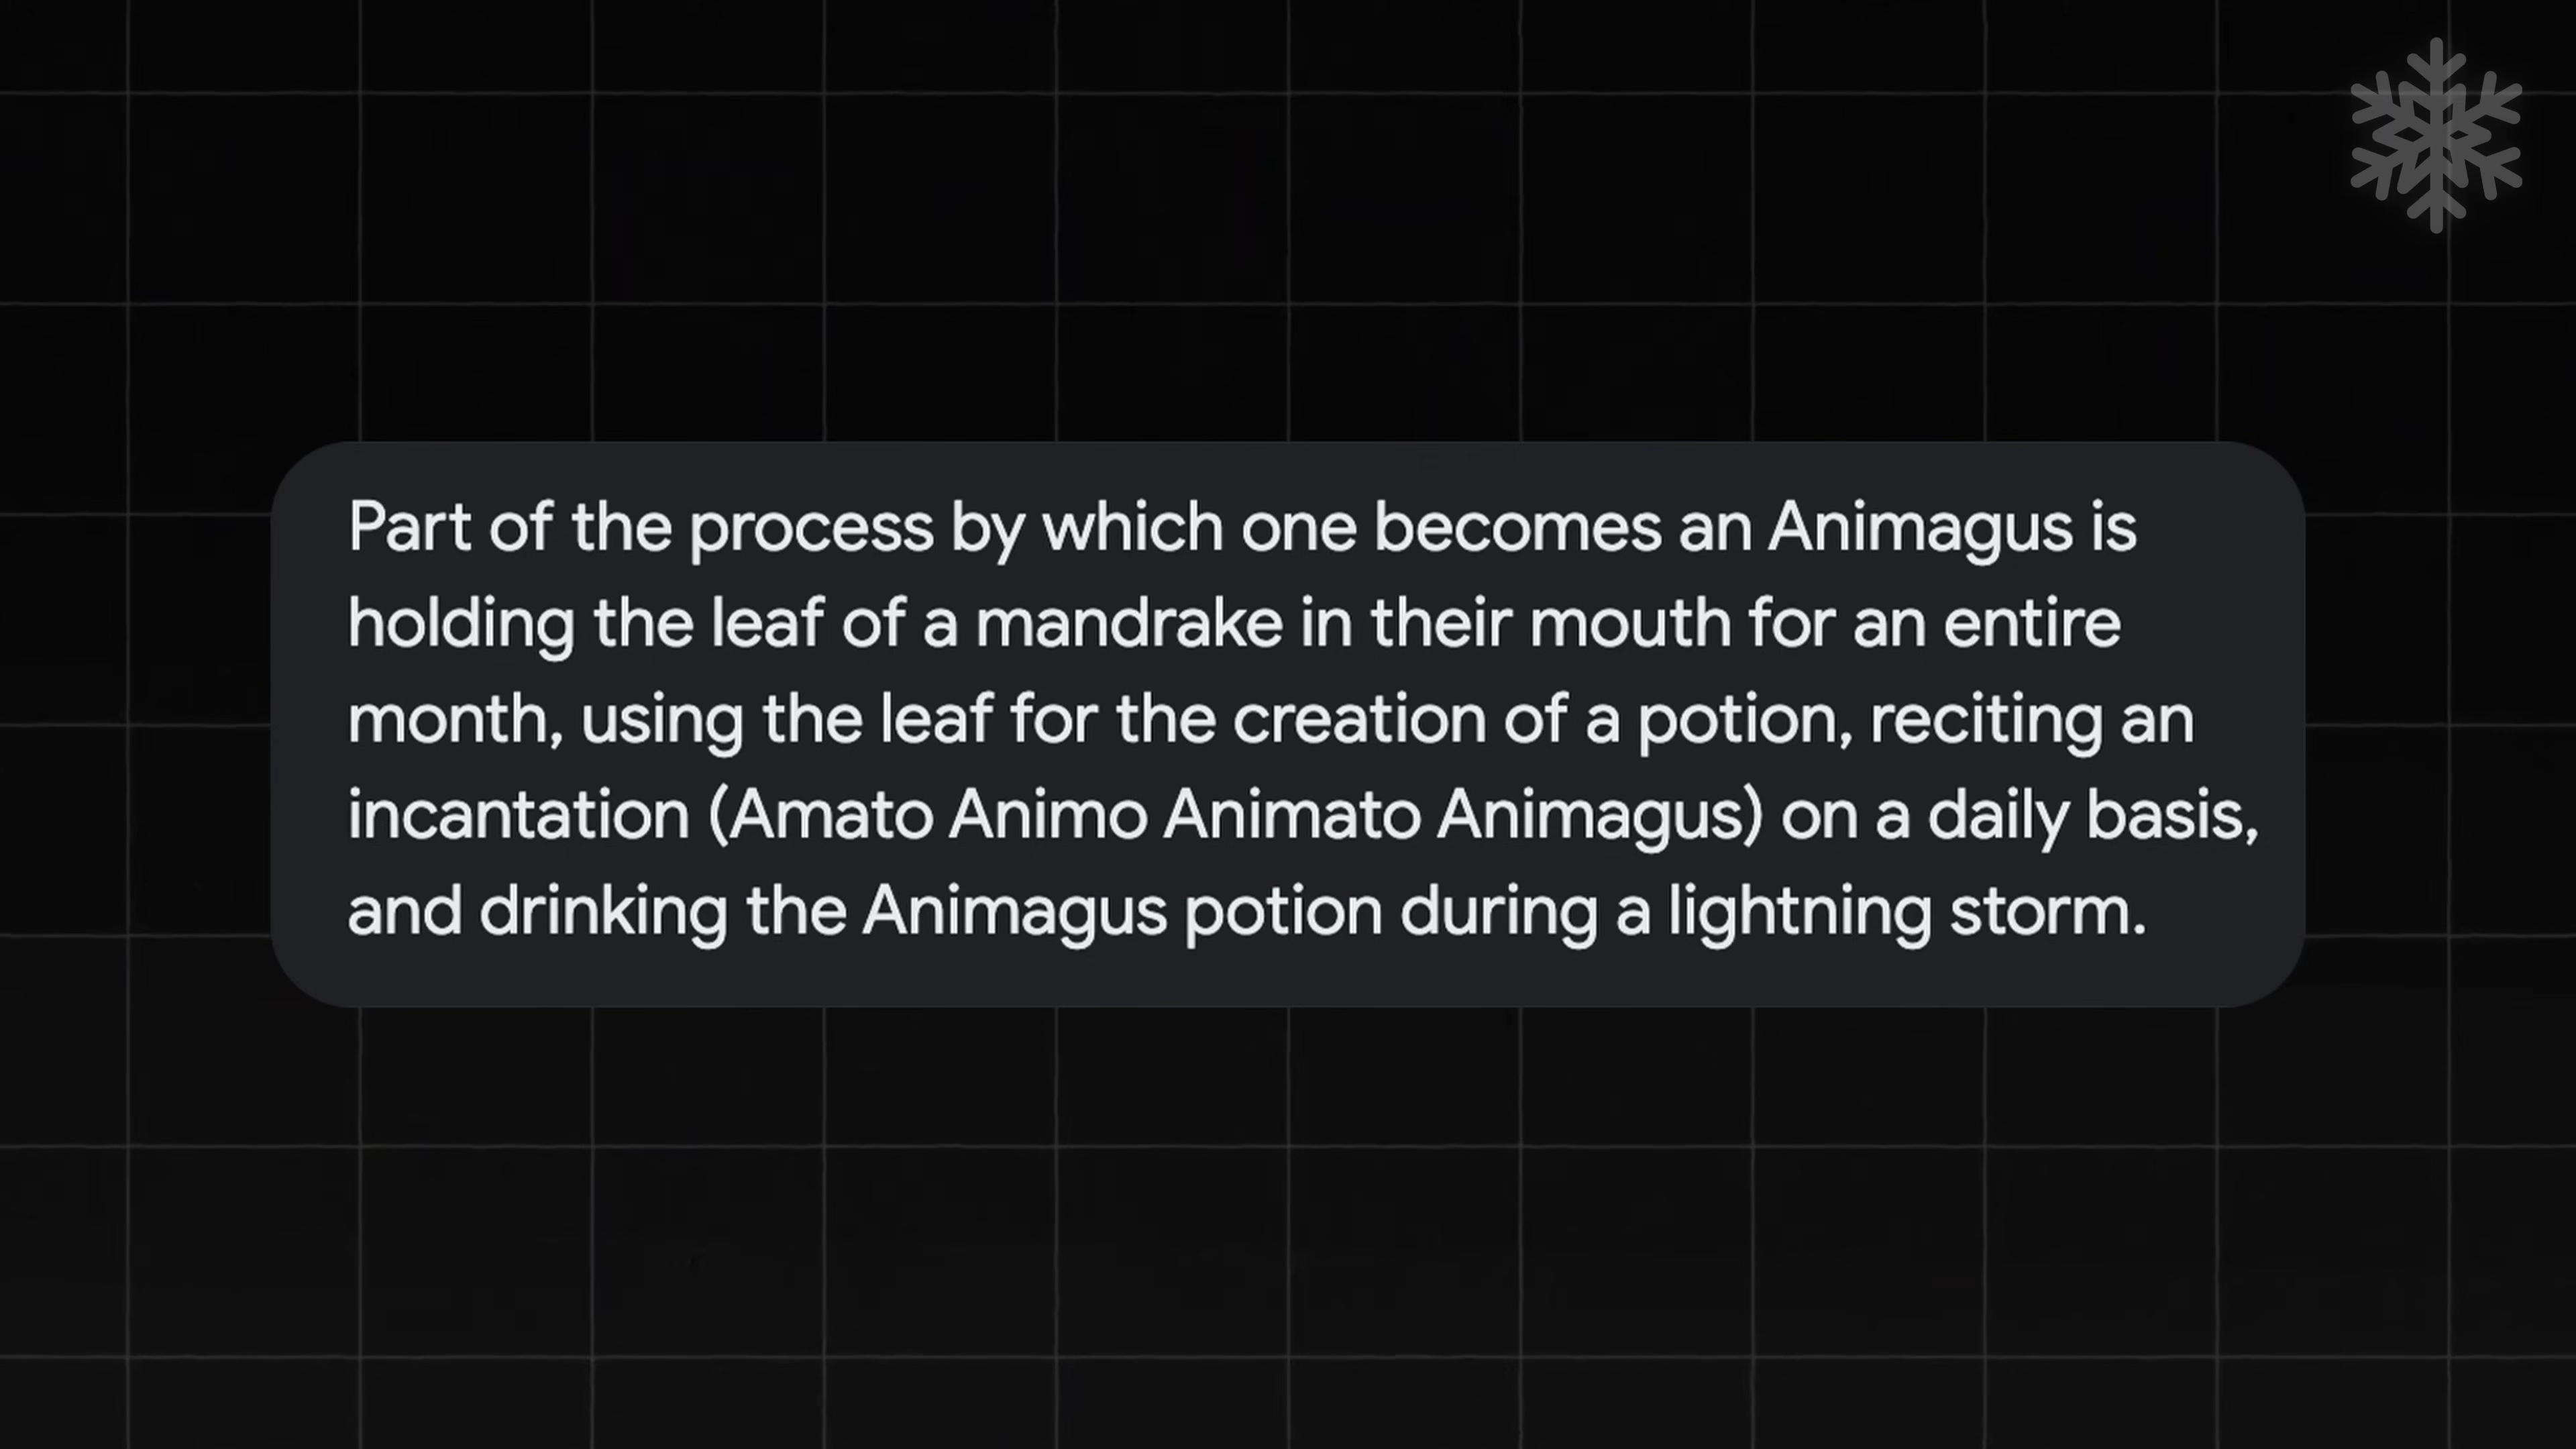 Part of the process by which one becomes an Animagus is
holding the leaf of a mandrake in their mouth for an entire
month, using the leaf for the creation of a potion, reciting an
incantation (Amato Animo Animato Animagus) on a daily basis,
and drinking the Animagus potion during a lightning storm.